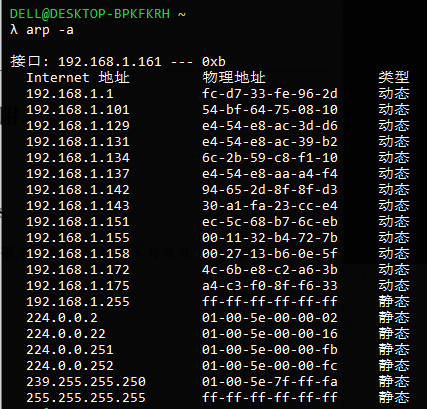 DELL@DESKTOP-BPKFKRH ~
λ arp -a
接口: 192.168.1.161 --- 0xb
Internet 地址 物理地址 类型
192.168.1.1 fc-d7-33-fe-96-2d 动态
192.168.1.101 54-bf-64-75-08-10 动态
192.168.1.129 e4-54-e8-ac-3d-d6 动态
192.168.1.131 e4-54-e8-ac-39-b2 动态
192.168.1.134 6c-2b-59-c8-f1-10 动态
192.168.1.137 e4-54-e8-aa-a4-f4 动态
192.168.1.142 94-65-2d-8f-8f-d3 动态
192.168.1.143 30-a1-fa-23-cc-e4 动态
192.168.1.151 ec-5c-68-b7-6c-eb 动态
192.168.1.155 00-11-32-b4-72-7b 动态
192.168.1.158 00-27-13-b6-0e-5f 动态
192.168.1.172 4c-6b-e8-c2-a6-3b 动态
192.168.1.175 a4-c3-f0-8f-f6-33 动态
192.168.1.255 ff-ff-ff-ff-ff-ff 静态
224.0.0.2 01-00-5e-00-00-02 静态
224.0.0.22 01-00-5e-00-00-16 静态
224.0.0.251 01-00-5e-00-00-fb 静态
224.0.0.252 01-00-5e-00-00-fc 静态
239.255.255.250 01-00-5e-7f-ff-fa 静态
255.255.255.255 ff-ff-ff-ff-ff-ff 静态